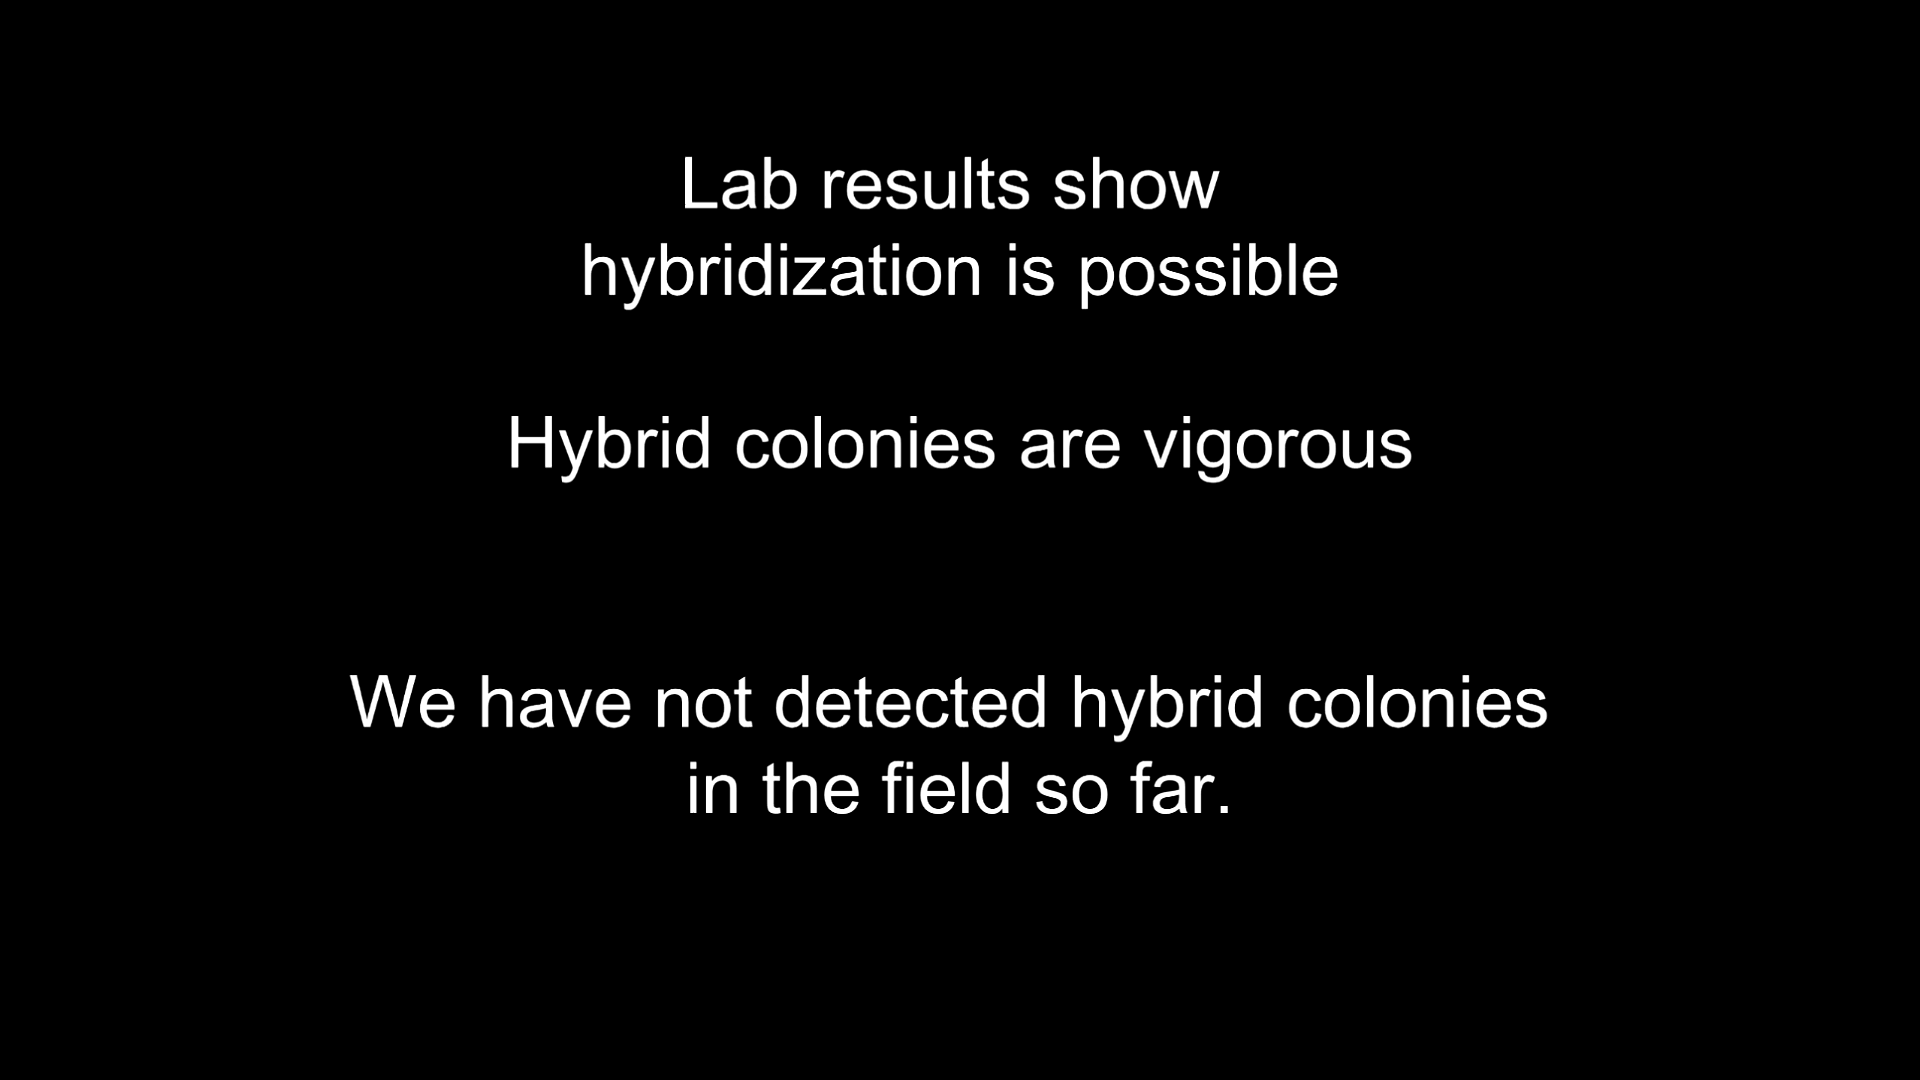 Lab results show
hybridization is possible
Hybrid colonies are vigorous
We have not detected hybrid colonies
in the field so far.